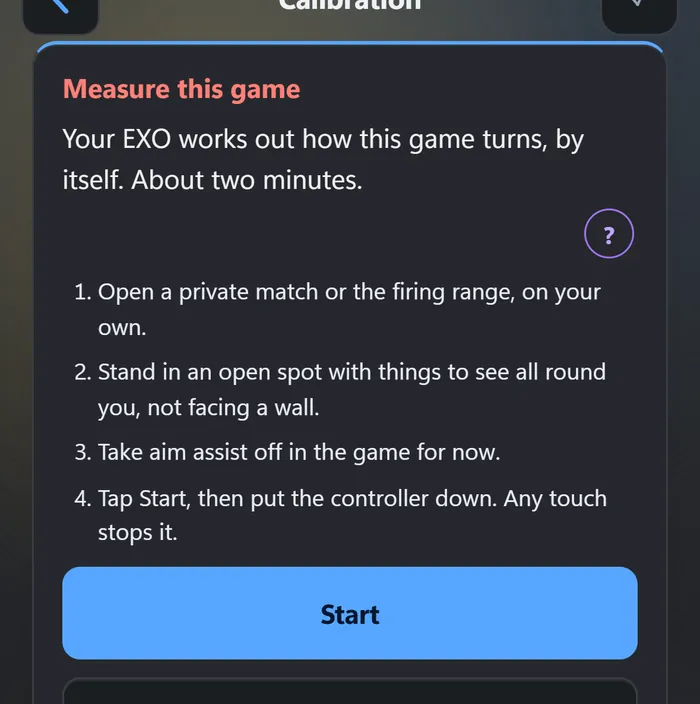 Calibration
Measure this game
Your EXO works out how this game turns, by
itself. About two minutes.
?
1. Open a private match or the firing range, on your
own.
2. Stand in an open spot with things to see all round
you, not facing a wall.
3. Take aim assist off in the game for now.
4. Tap Start, then put the controller down. Any touch
stops it.
Start